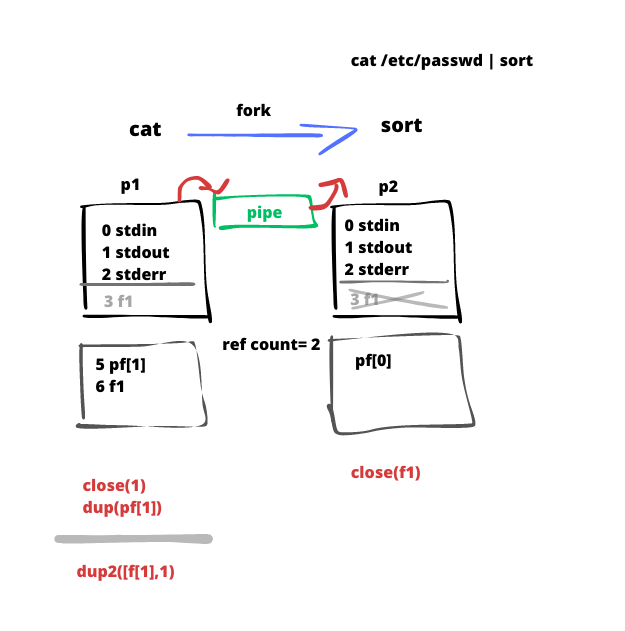 cat /etc/passwd | sort
fork
cat
sort
p1
p2
pipe
0 stdin
1 stdout
2 stderr
3 f1
0 stdin
1 stdout
2 stderr
3 f1
ref count= 2
5 pf[1]
6 f1
pf[0]
close(f1)
close(1)
dup(pf[1])
dup2([f[1],1)